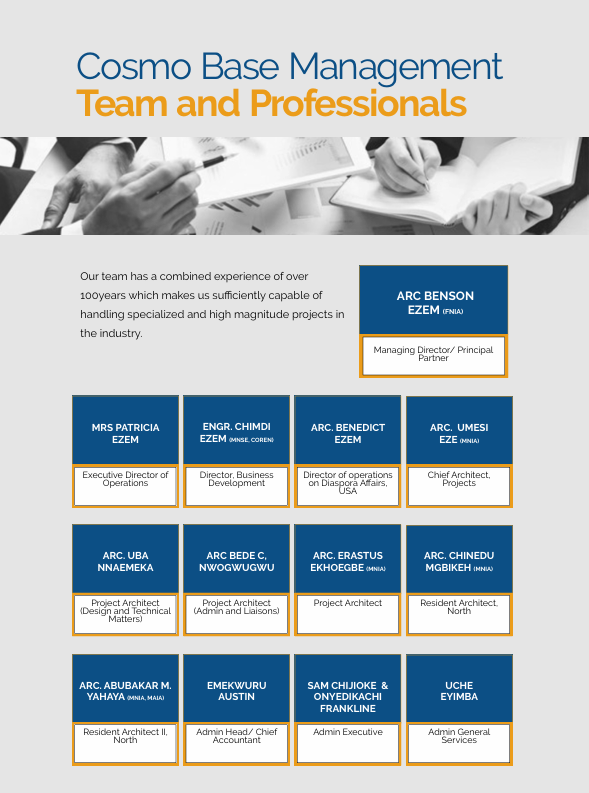 Cosmo Base Management
Team and Professionals
Our team has a combined experience of over
100years which makes us sufficiently capable of
handling specialized and high magnitude projects in
the industry.
ARC BENSON
EZEM (FNIA)
Managing Director/ Principal
Partner
MRS PATRICIA
EZEM
Executive Director of
Operations
ENGR. CHIMDI
EZEM (MNSE, COREN)
Director, Business
Development
ARC. BENEDICT
EZEM
Director of operations
on Diaspora Affairs,
USA
ARC. UMESI
EZE (MNIA)
Chief Architect,
Projects
ARC. UBA
NNAEMEKA
Project Architect
(Design and Technical
Matters)
ARC BEDE C,
NWOGWUGWU
Project Architect
(Admin and Liaisons)
ARC. ERASTUS
EKHOEGBE (MNIA)
Project Architect
ARC. CHINEDU
MGBIKEH (MNIA)
Resident Architect,
North
ARC. ABUBAKAR M.
YAHAYA (MNIA, MAIA)
Resident Architect II,
North
EMEKWURU
AUSTIN
Admin Head/ Chief
Accountant
SAM CHIJIOKE &
ONYEDIKACHI
FRANKLINE
Admin Executive
UCHE
EYIMBA
Admin General
Services